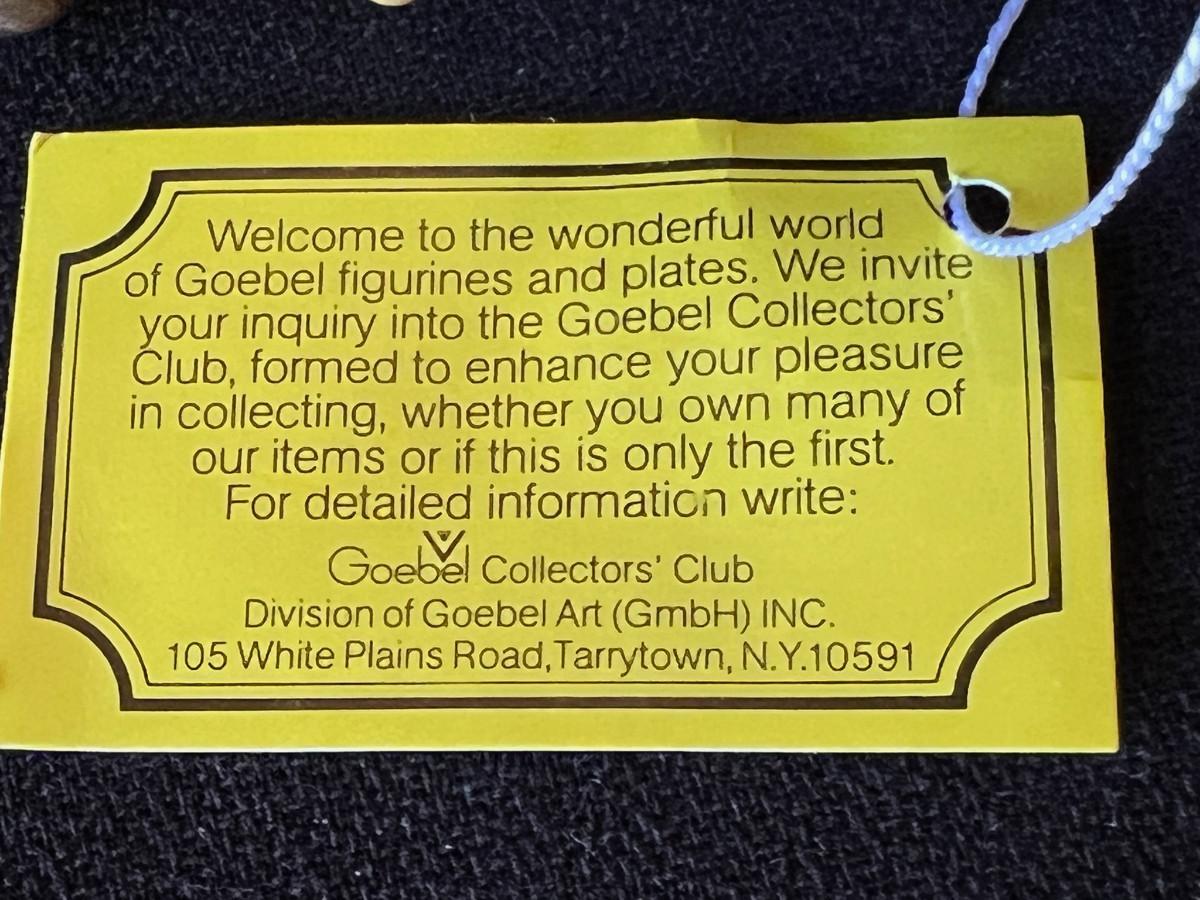 Welcome to the wonderful world
of Goebel figurines and plates. We invite
your inquiry into the Goebel Collectors'
Club, formed to enhance your pleasure
in collecting, whether you own many of
our items or if this is only the first.
For detailed information write:
Goebel Collectors' Club
Division of Goebel Art (GmbH) INC.
105 White Plains Road, Tarrytown, N.Y.10591